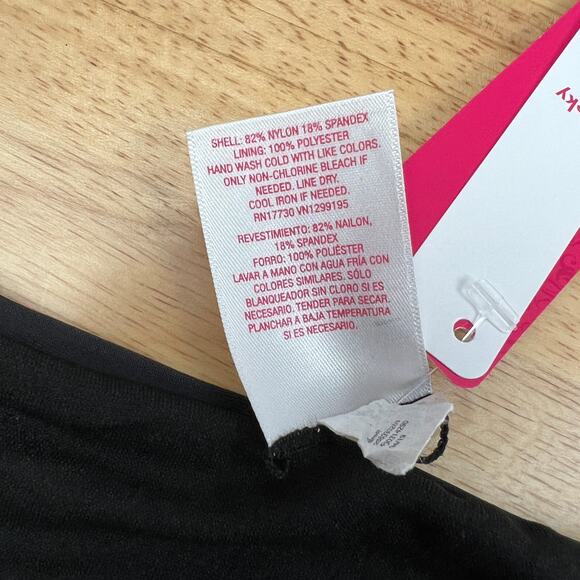 SHELL: 82% NYLON 18% SPANDEX
LINING: 100% POLYESTER
HAND WASH COLD WITH LIKE COLORS.
ONLY NON-CHLORINE BLEACH IF
NEEDED. LINE DRY.
COOL IRON IF NEEDED.
RN17730 VN1299195
REVESTIMIENTO: 82% NAILON,
18% SPANDEX
FORRO: 100% POLIÉSTER
LAVAR A MANO CON AGUA FRÍA CON
COLORES SIMILARES. SÓLO
BLANQUEADOR SIN CLORO SI ES
NECESARIO. TENDER PARA SECAR.
PLANCHAR A BAJA TEMPERATURA
SI ES NECESARIO.
cky